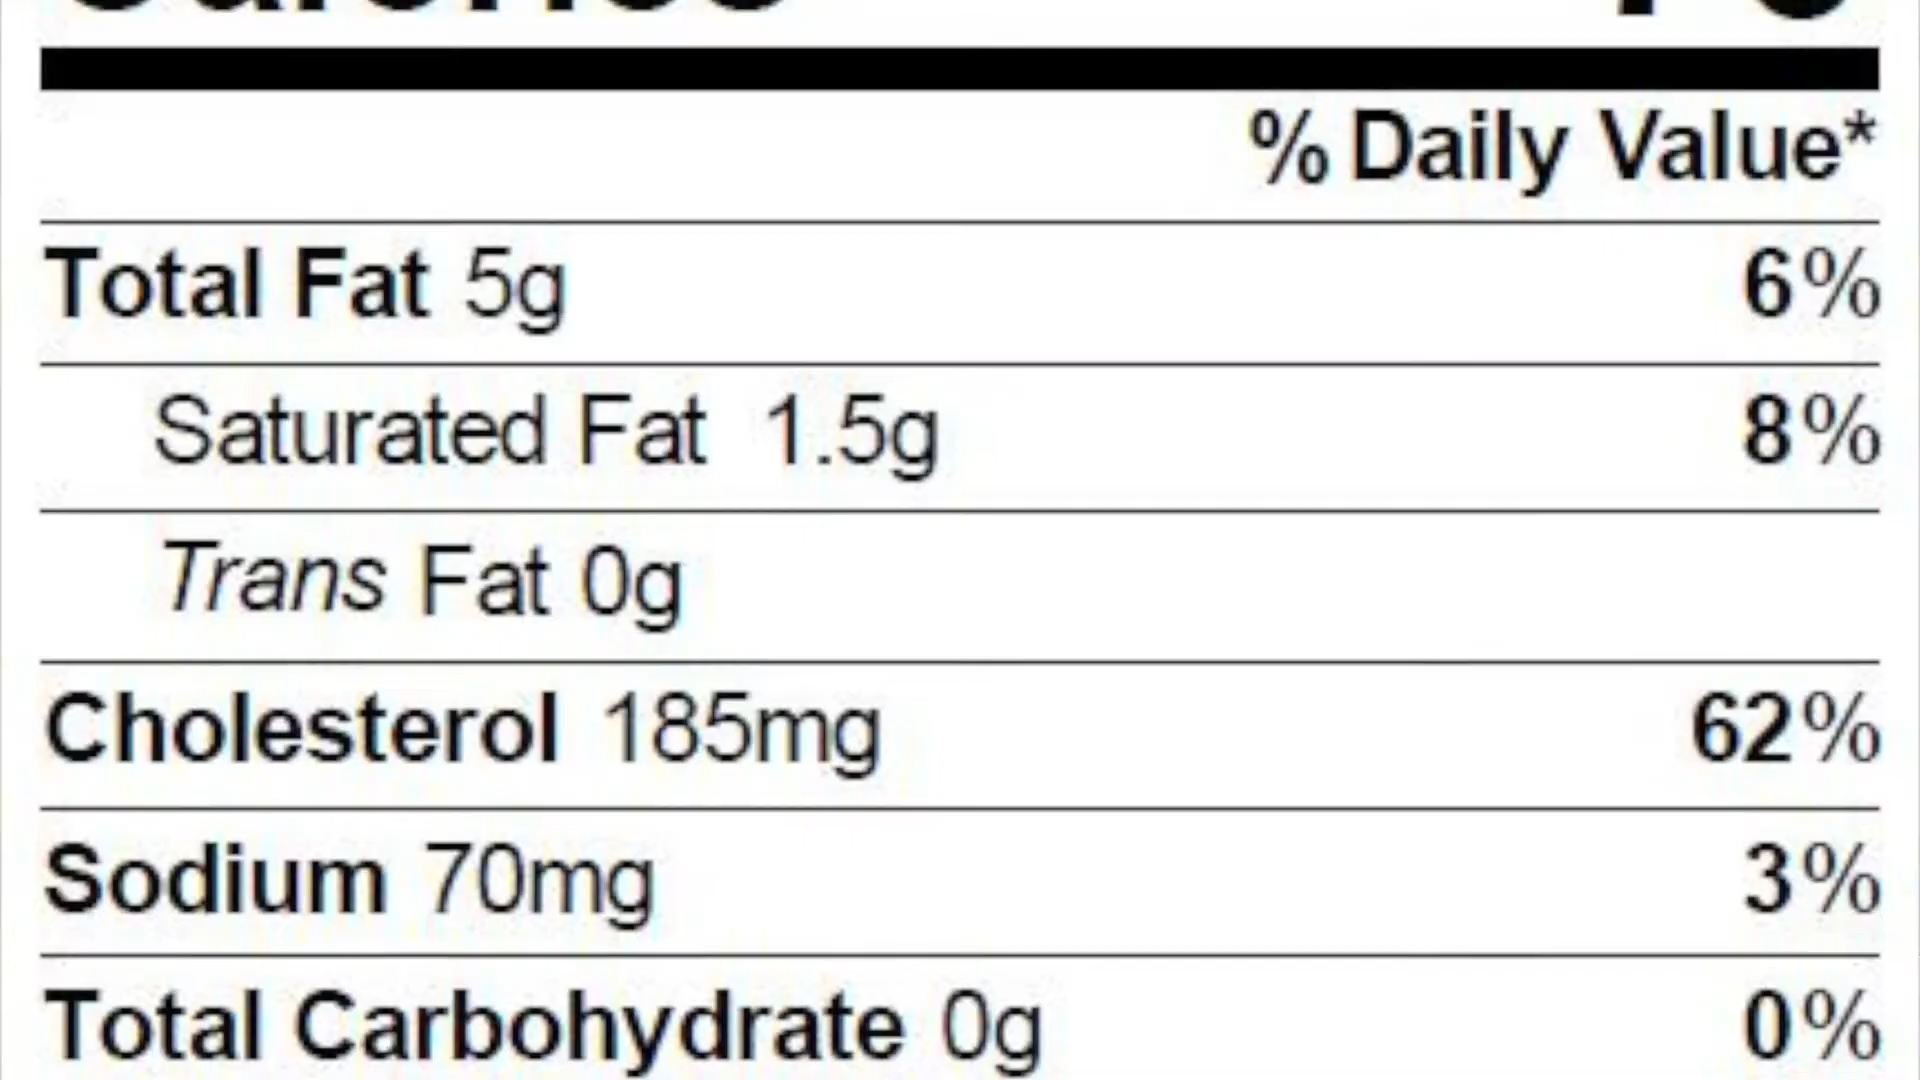 % Daily Value*
Total Fat 5g 6%
Saturated Fat 1.5g 8%
Trans Fat 0g
Cholesterol 185mg 62%
Sodium 70mg 3%
Total Carbohydrate 0g 0%